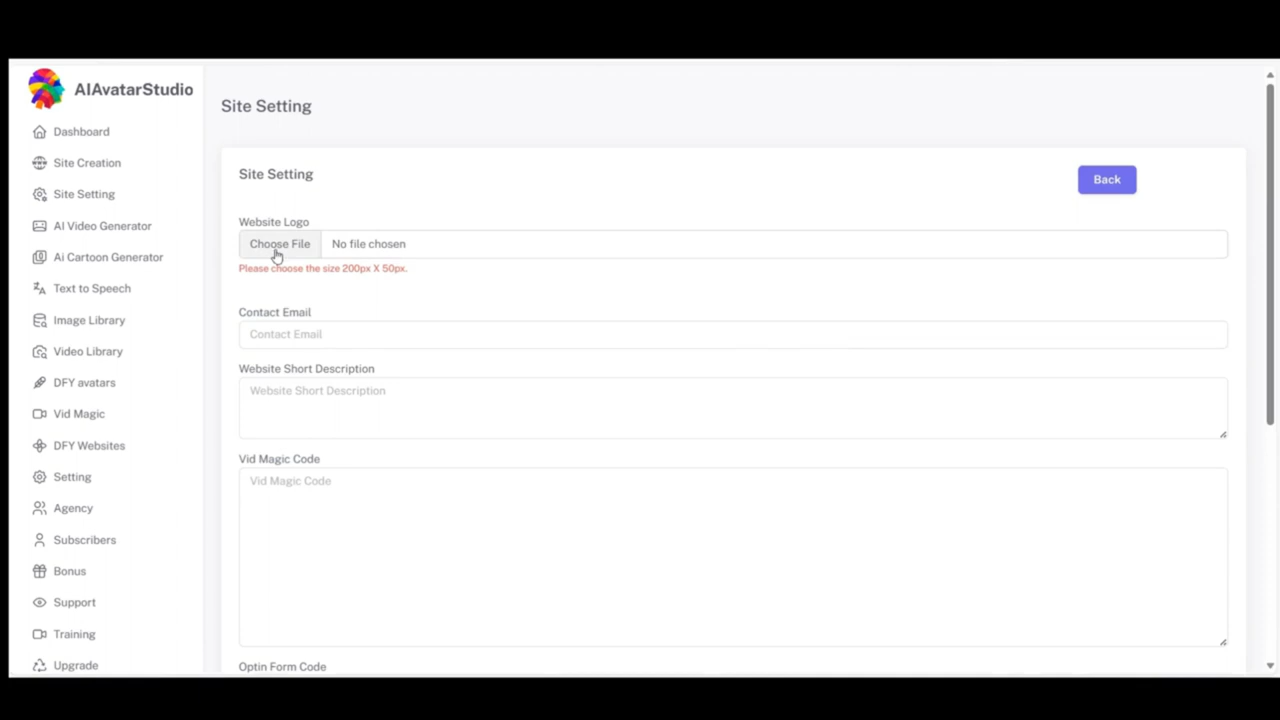 AIAvatarStudio
Dashboard
Site Creation
Site Setting
AI Video Generator
Ai Cartoon Generator
Text to Speech
Image Library
Video Library
DFY avatars
Vid Magic
DFY Websites
Setting
Agency
Subscribers
Bonus
Support
Training
Upgrade
Site Setting
Site Setting
Back
Website Logo
Choose File No file chosen
Please choose the size 200px X 50px.
Contact Email
Contact Email
Website Short Description
Website Short Description
Vid Magic Code
Vid Magic Code
Optin Form Code